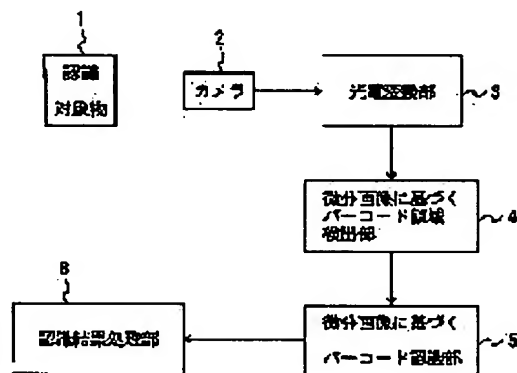 1
認識
対象物
2
カメラ
光電変換部
3
微分画像に基づく
バーコード領域
検出部
4
微分画像に基づく
バーコード認識部
5
認識結果処理部
6